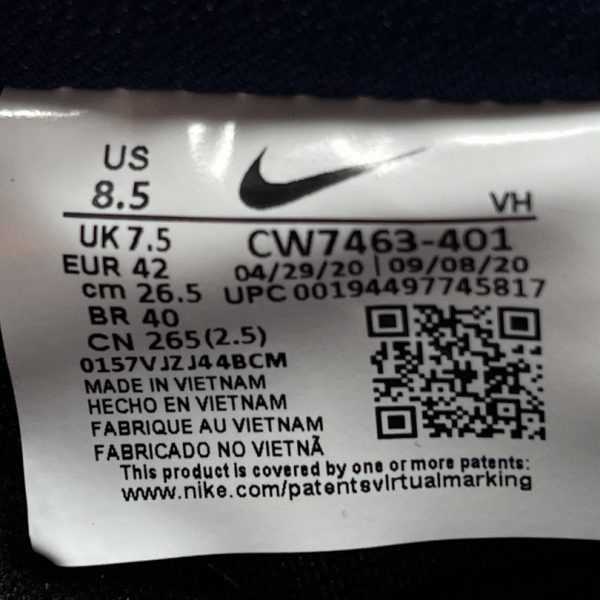 US
8.5
VH
UK 7.5
CW7463-401
EUR 42
04/29/20 | 09/08/20
cm 26.5
UPC 00194497745817
BR 40
CN 265(2.5)
0157VJZJ44BCM
MADE IN VIETNAM
HECHO EN VIETNAM
FABRIQUE AU VIETNAM
FABRICADO NO VIETNÃ
This product is covered by one or more patents:
www.nike.com/patentsvirtualmarking